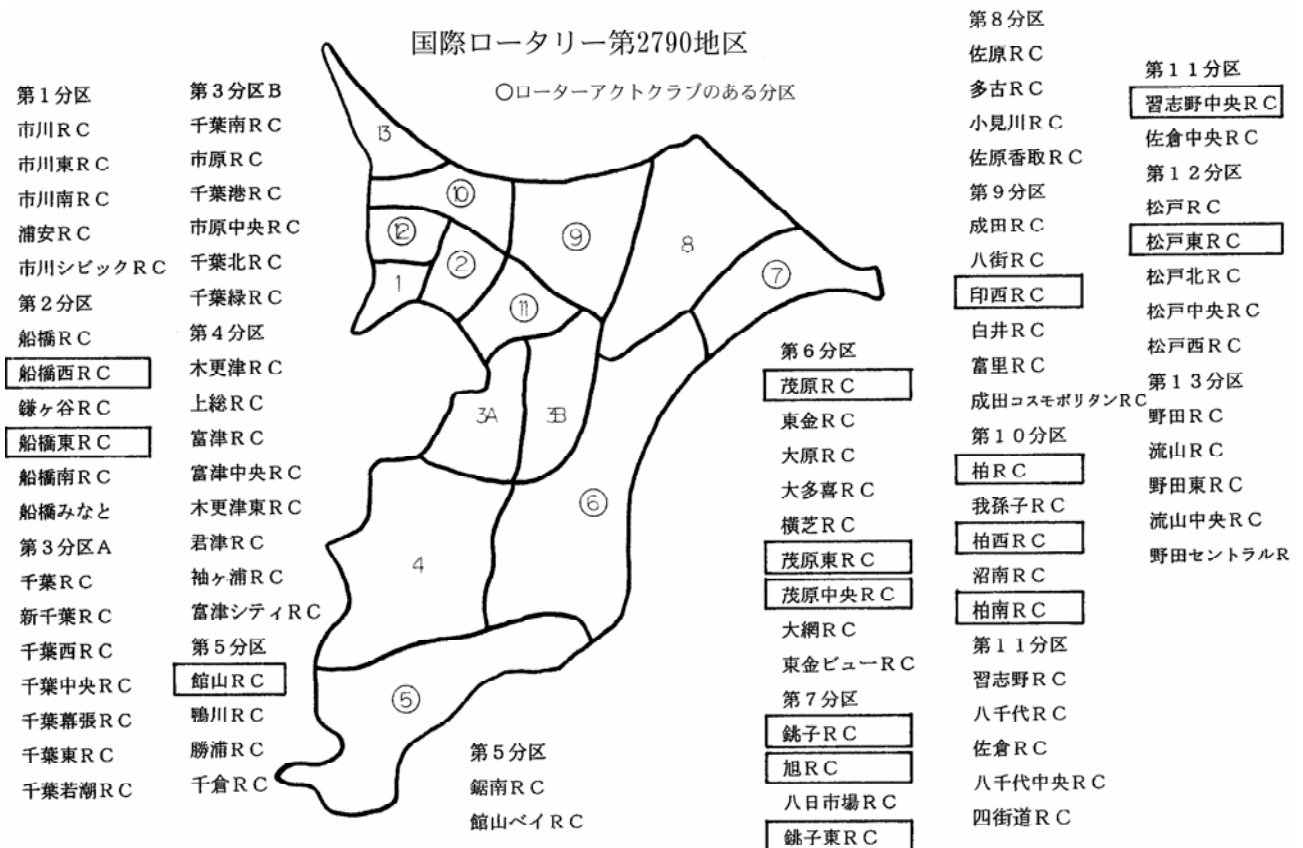 国際ロータリー第2790地区
○ローターアクトクラブのある分区
第1分区
市川RC
市川東RC
市川南RC
浦安RC
市川シビックRC
第2分区
船橋RC
船橋西RC
鎌ヶ谷RC
船橋東RC
船橋南RC
船橋みなと
第3分区A
千葉RC
新千葉RC
千葉西RC
千葉中央RC
千葉幕張RC
千葉東RC
千葉若潮RC
第3分区B
千葉南RC
市原RC
千葉港RC
市原中央RC
千葉北RC
千葉緑RC
第4分区
木更津RC
上総RC
富津RC
富津中央RC
木更津東RC
君津RC
袖ヶ浦RC
富津シティRC
第5分区
館山RC
鴨川RC
勝浦RC
千倉RC
13
⑩
⑫
⑨
8
②
1
⑦
⑪
3A
3B
⑥
4
⑤
第5分区
鋸南RC
館山ベイRC
第6分区
茂原RC
東金RC
大原RC
大多喜RC
横芝RC
茂原東RC
茂原中央RC
大網RC
東金ビューRC
第7分区
銚子RC
旭RC
八日市場RC
銚子東RC
第8分区
佐原RC
多古RC
小見川RC
佐原香取RC
第9分区
成田RC
八街RC
印西RC
白井RC
富里RC
成田コスモポリタンRC
第10分区
柏RC
我孫子RC
柏西RC
沼南RC
柏南RC
第11分区
習志野RC
八千代RC
佐倉RC
八千代中央RC
四街道RC
第11分区
習志野中央RC
佐倉中央RC
第12分区
松戸RC
松戸東RC
松戸北RC
松戸中央RC
松戸西RC
第13分区
野田RC
流山RC
野田東RC
流山中央RC
野田セントラルR